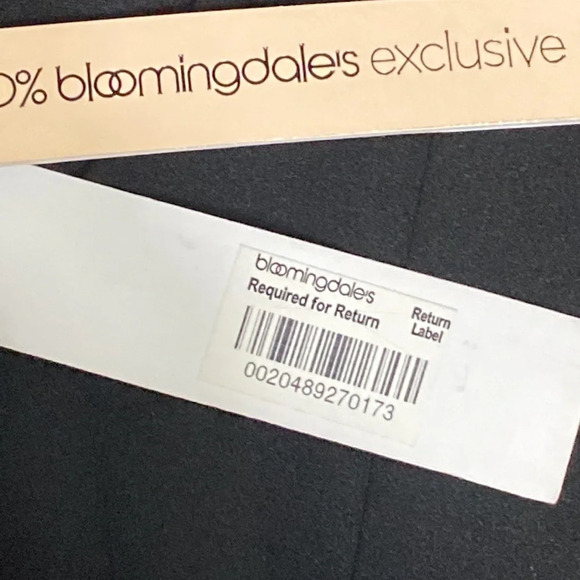 0% bloomingdale's exclusive
bloomingdale's
Required for Return
Return
Label
0020489270173